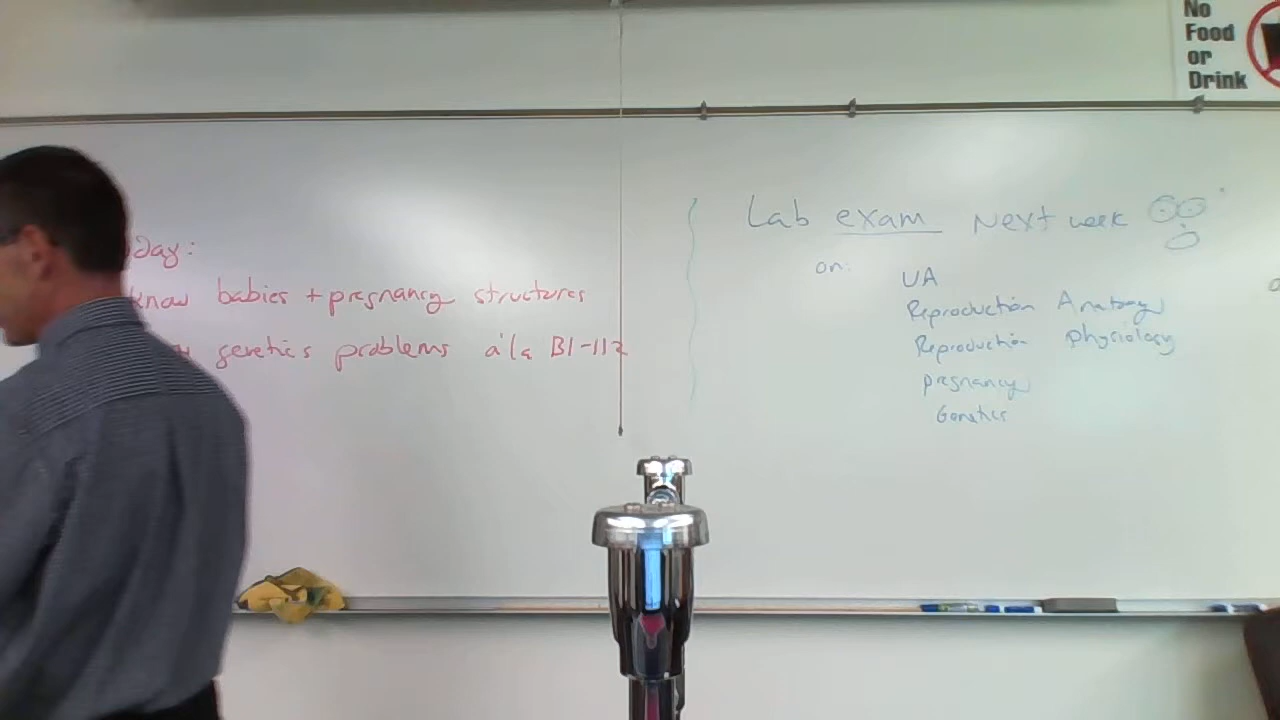 No
Food
or
Drink
day:
know babies + pregnancy structures
genetics problems a'la BI-112
Lab exam Next week
on:
UA
Reproduction Anatomy
Reproduction physiology
pregnancy
Genetics